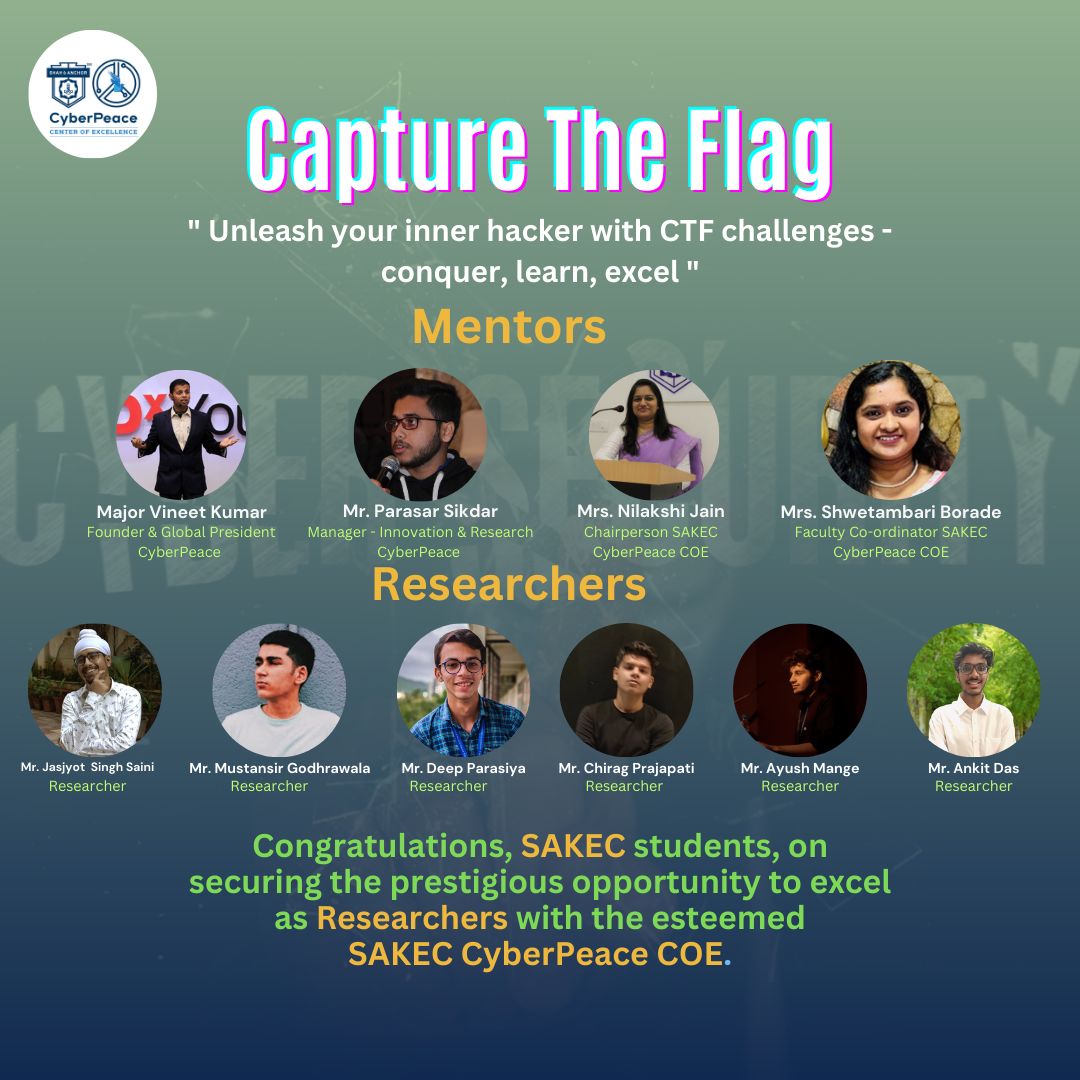 BRAH & ANCHOR
CyberPeace
CENTER OF EXCELLENCE
Capture The Flag
" Unleash your inner hacker with CTF challenges -
conquer, learn, excel "
Mentors
CYBER SECURITY
Major Vineet Kumar
Founder & Global President
CyberPeace
Mr. Parasar Sikdar
Manager - Innovation & Research
CyberPeace
Mrs. Nilakshi Jain
Chairperson SAKEC
CyberPeace COE
Mrs. Shwetambari Borade
Faculty Co-ordinator SAKEC
CyberPeace COE
Researchers
Mr. Jasjyot Singh Saini
Researcher
Mr. Mustansir Godhrawala
Researcher
Mr. Deep Parasiya
Researcher
Mr. Chirag Prajapati
Researcher
Mr. Ayush Mange
Researcher
Mr. Ankit Das
Researcher
Congratulations, SAKEC students, on
securing the prestigious opportunity to excel
as Researchers with the esteemed
SAKEC CyberPeace COE.